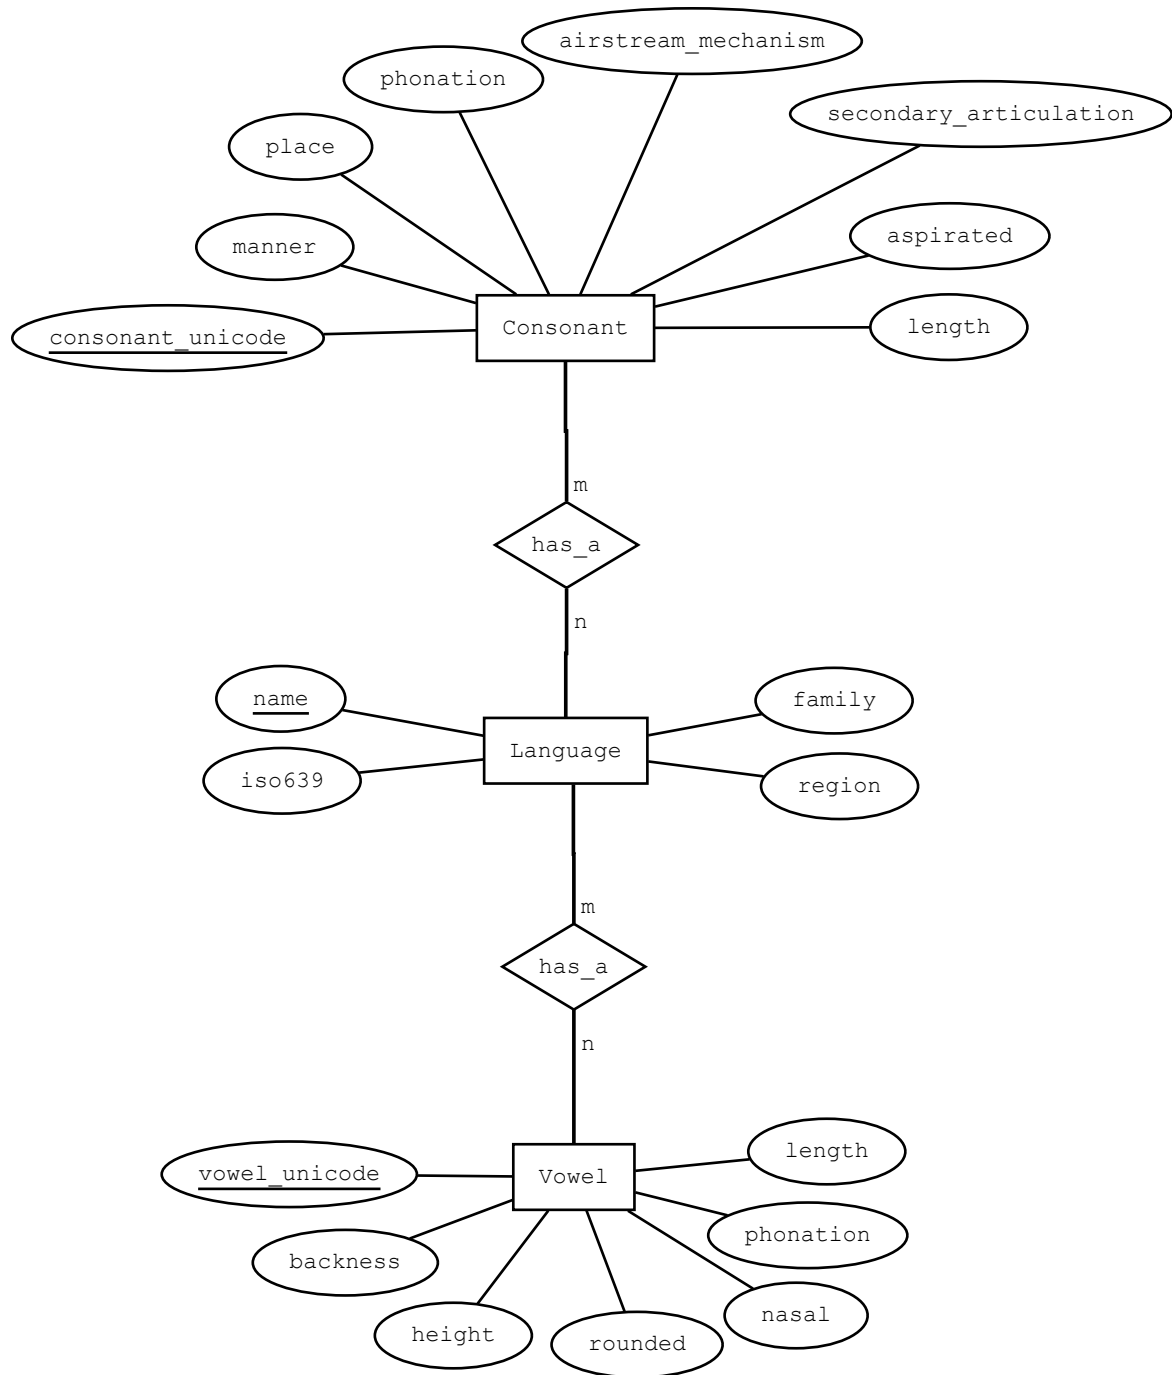 airstream_mechanism
phonation
secondary_articulation
place
aspirated
manner
length
Consonant
consonant_unicode
m
has_a
n
name
family
Language
iso639
region
m
has_a
n
length
vowel_unicode
Vowel
phonation
backness
nasal
height
rounded